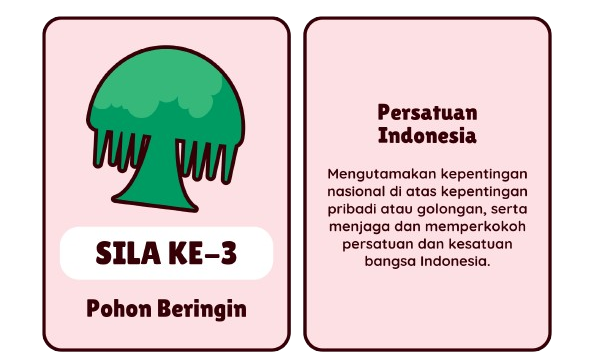 SILA KE-3
Pohon Beringin
Persatuan
Indonesia
Mengutamakan kepentingan
nasional di atas kepentingan
pribadi atau golongan, serta
menjaga dan memperkokoh
persatuan dan kesatuan
bangsa Indonesia.